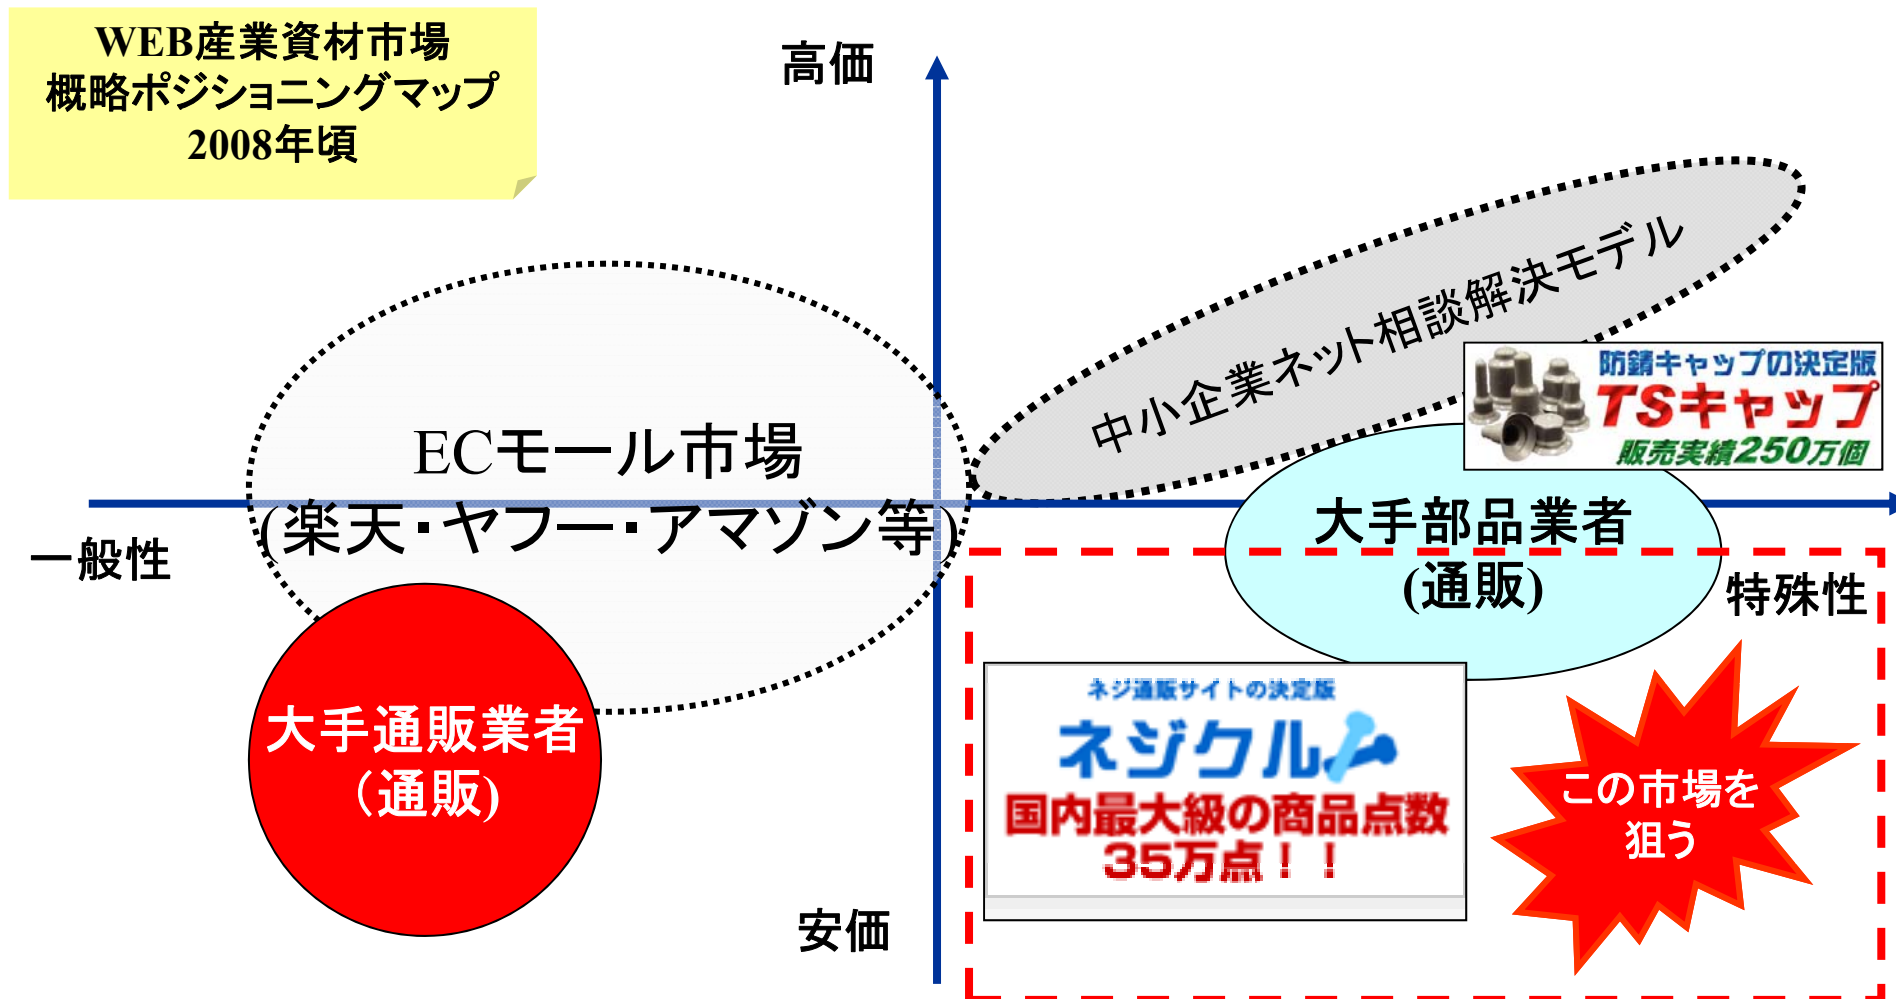 WEB産業資材市場
概略ポジショニングマップ
2008年頃
高価
中小企業ネット相談解決モデル
防錆キャップの決定版
TSキャップ
販売実績250万個
ECモール市場
(楽天・ヤフー・アマゾン等)
大手部品業者
(通販)
一般性
特殊性
大手通販業者
（通販)
ネジ通販サイトの決定版
ネジクル
国内最大級の商品点数
35万点！！
この市場を
狙う
安価